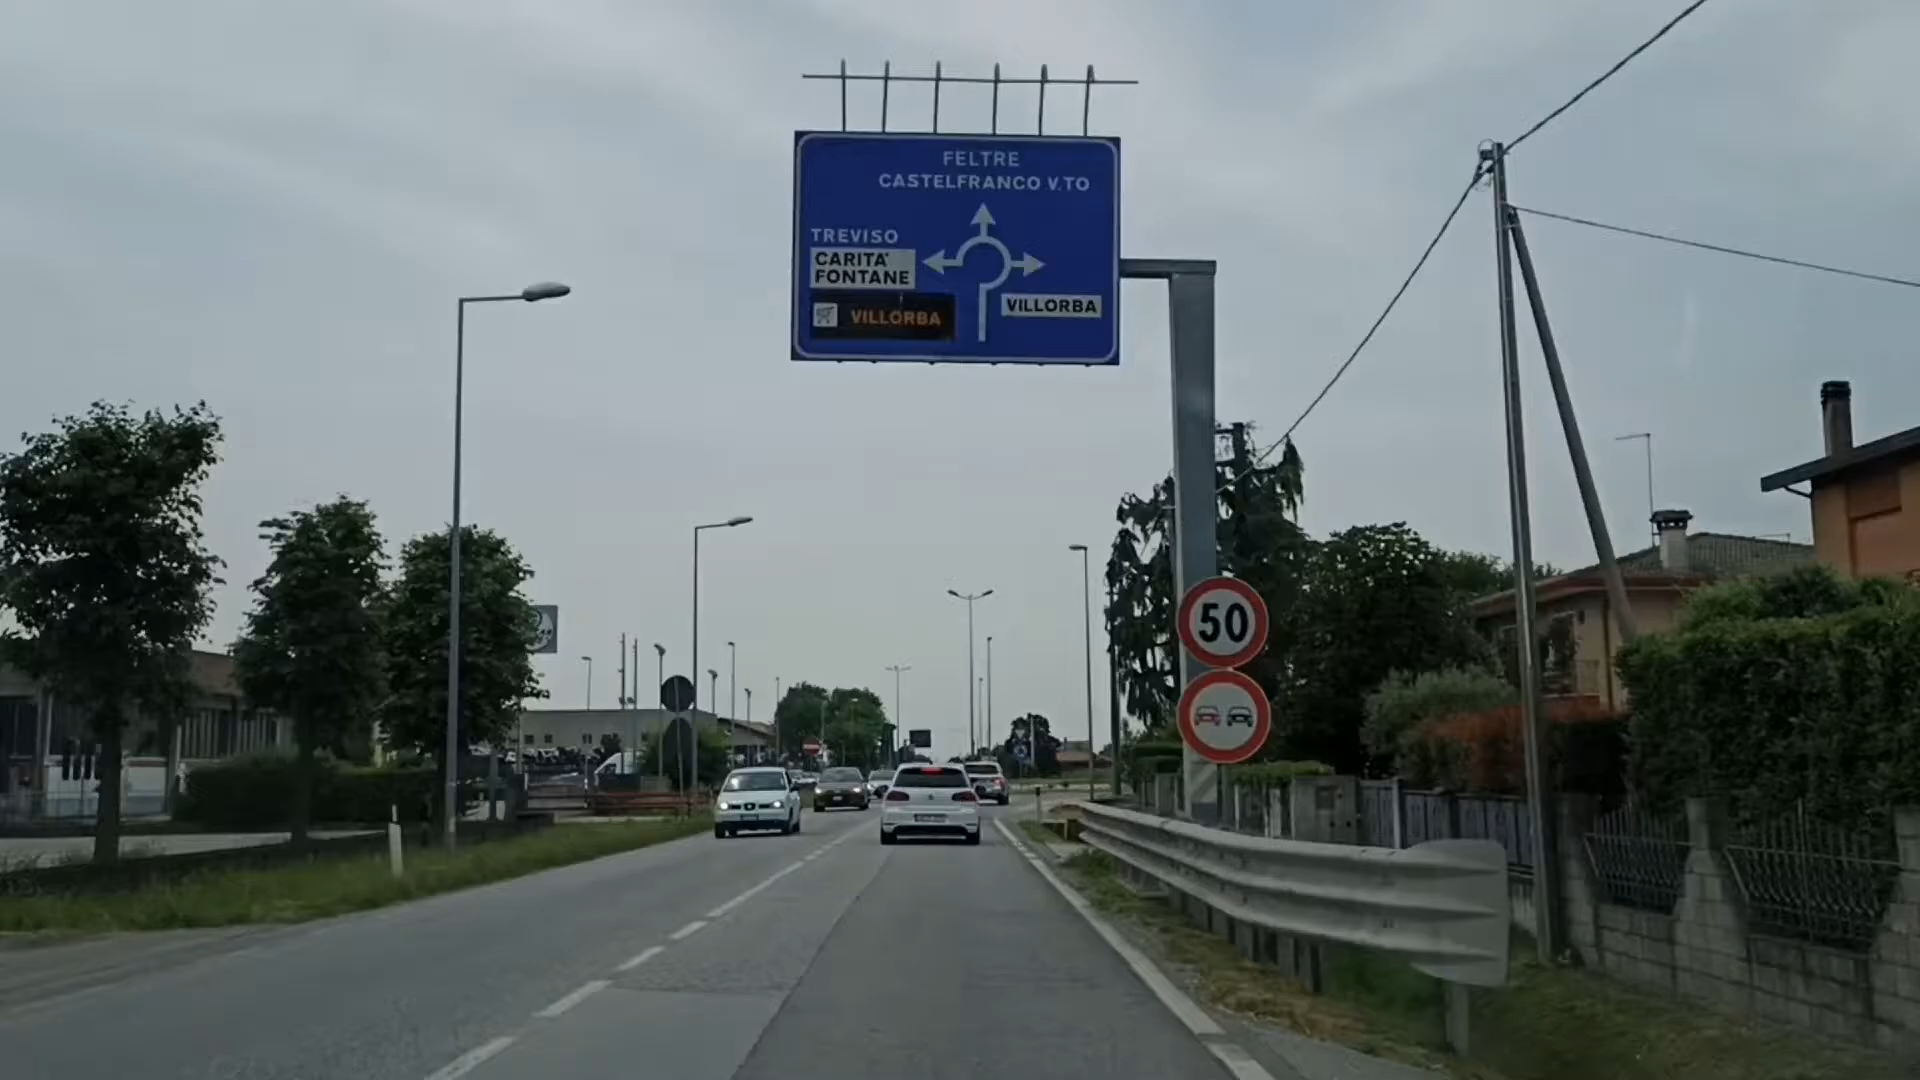 FELTRE
CASTELFRANCO V.TO
TREVISO
CARITA'
FONTANE
VILLORBA
VILLORBA
50